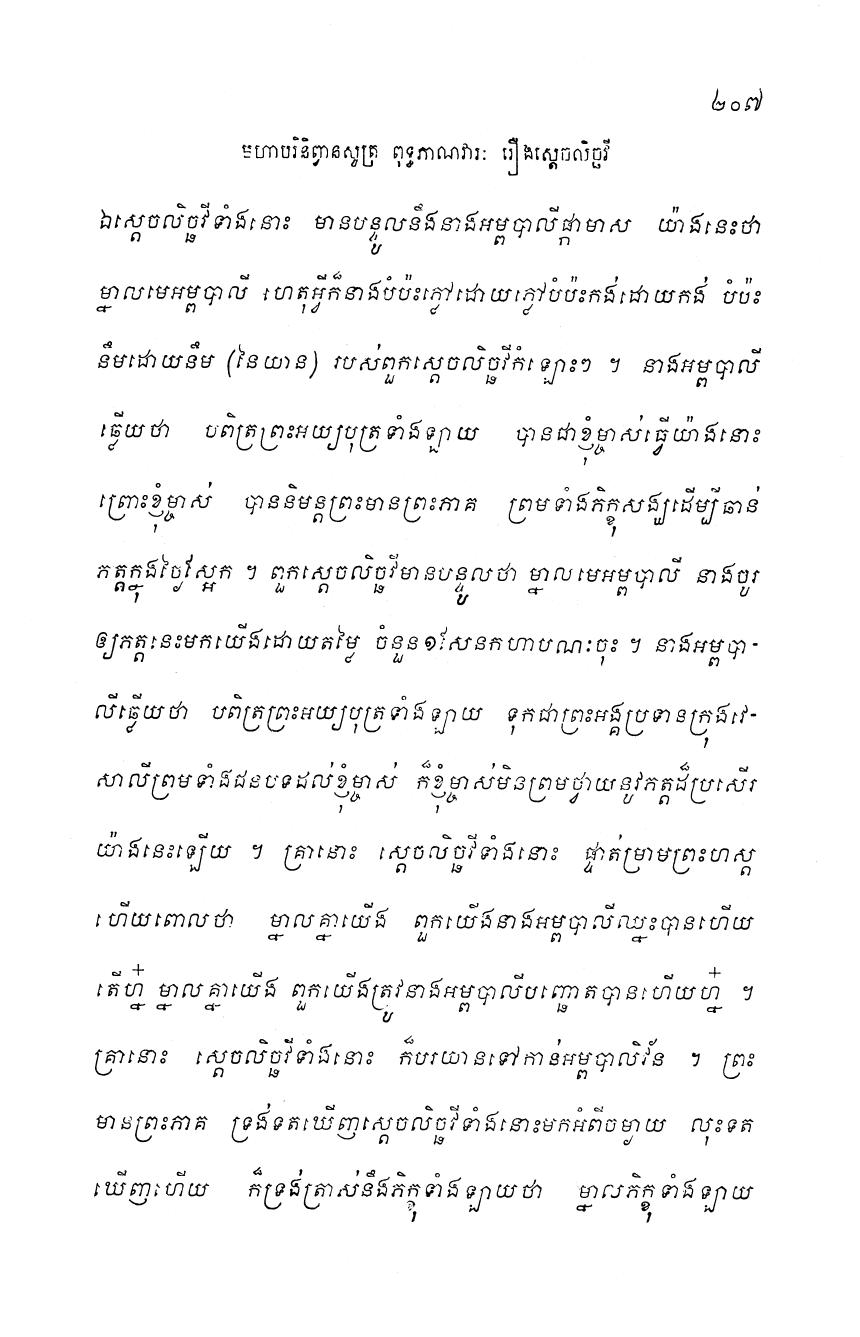 ២០៧
មហាបរិនិព្វានសូត្រ ពុទ្ធភាណវារៈ រឿងស្តេចលិច្ឆវី
ឯស្តេចលិច្ឆវីទាំងនោះ មានបន្ទូលនឹងនាងអម្ពបាលីផ្កាមាស យ៉ាងនេះថា
ម្នាលមេអម្ពបាលី ហេតុអ្វីក៏នាងបំប៉ះភ្លៅដោយភ្លៅបំប៉ះកង់ដោយកង់ បំប៉ះ
នឹមដោយនឹម (នៃយាន) របស់ពួកស្តេចលិច្ឆវីកំឡោះៗ ។ នាងអម្ពបាលី
ឆ្លើយថា បពិត្រព្រះអយ្យបុត្រទាំងឡាយ បានជាខ្ញុំម្ចាស់ធ្វើយ៉ាងនោះ
ព្រោះខ្ញុំម្ចាស់ បាននិមន្តព្រះមានព្រះភាគ ព្រមទាំងភិក្ខុសង្ឃដើម្បីឆាន់
ភត្តក្នុងថ្ងៃស្អែក ។ ពួកស្តេចលិច្ឆវីមានបន្ទូលថា ម្នាលមេអម្ពបាលី នាងចូរ
ឲ្យភត្តនេះមកយើងដោយតម្លៃ ចំនួន១សែនកហាបណៈចុះ ។ នាងអម្ពបា-
លីឆ្លើយថា បពិត្រព្រះអយ្យបុត្រទាំងឡាយ ទុកជាព្រះអង្គប្រទានក្រុងវេ-
សាលីព្រមទាំងជនបទដល់ខ្ញុំម្ចាស់ ក៏ខ្ញុំម្ចាស់មិនព្រមថ្វាយនូវភត្តដ៏ប្រសើរ
យ៉ាងនេះឡើយ ។ គ្រានោះ ស្តេចលិច្ឆវីទាំងនោះ ផ្ទាត់ម្រាមព្រះហស្ត
ហើយពោលថា ម្នាលគ្នាយើង ពួកយើងនាងអម្ពបាលីឈ្នះបានហើយ
តើហ្ន៎ ម្នាលគ្នាយើង ពួកយើងត្រូវនាងអម្ពបាលីបញ្ឆោតបានហើយហ្ន៎ ។
គ្រានោះ ស្តេចលិច្ឆវីទាំងនោះ ក៏បរយានទៅកាន់អម្ពបាលិវ័ន ។ ព្រះ
មានព្រះភាគ ទ្រង់ទតឃើញស្តេចលិច្ឆវីទាំងនោះមកអំពីចម្ងាយ លុះទត
ឃើញហើយ ក៏ទ្រង់ត្រាស់នឹងភិក្ខុទាំងឡាយថា ម្នាលភិក្ខុទាំងឡាយ